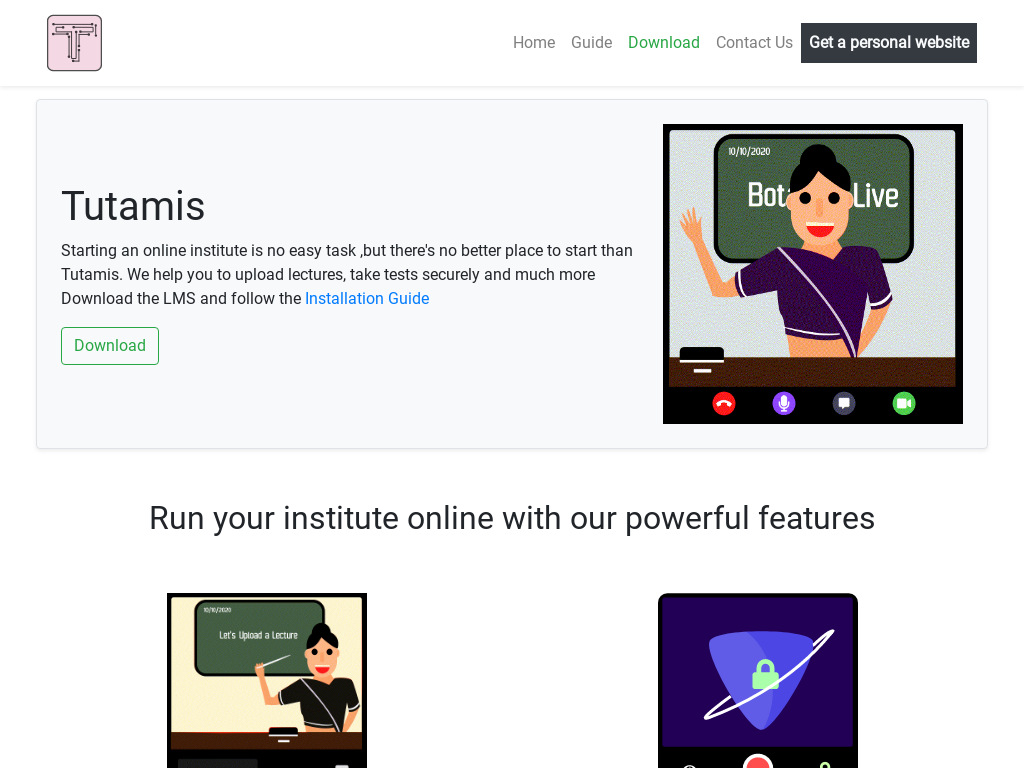 T
Home Guide Download Contact Us Get a personal website
Tutamis
Starting an online institute is no easy task ,but there's no better place to start than
Tutamis. We help you to upload lectures, take tests securely and much more
Download the LMS and follow the Installation Guide
Download
10/10/2020
Bota Live
Run your institute online with our powerful features
10/10/2020
Let's Upload a Lecture